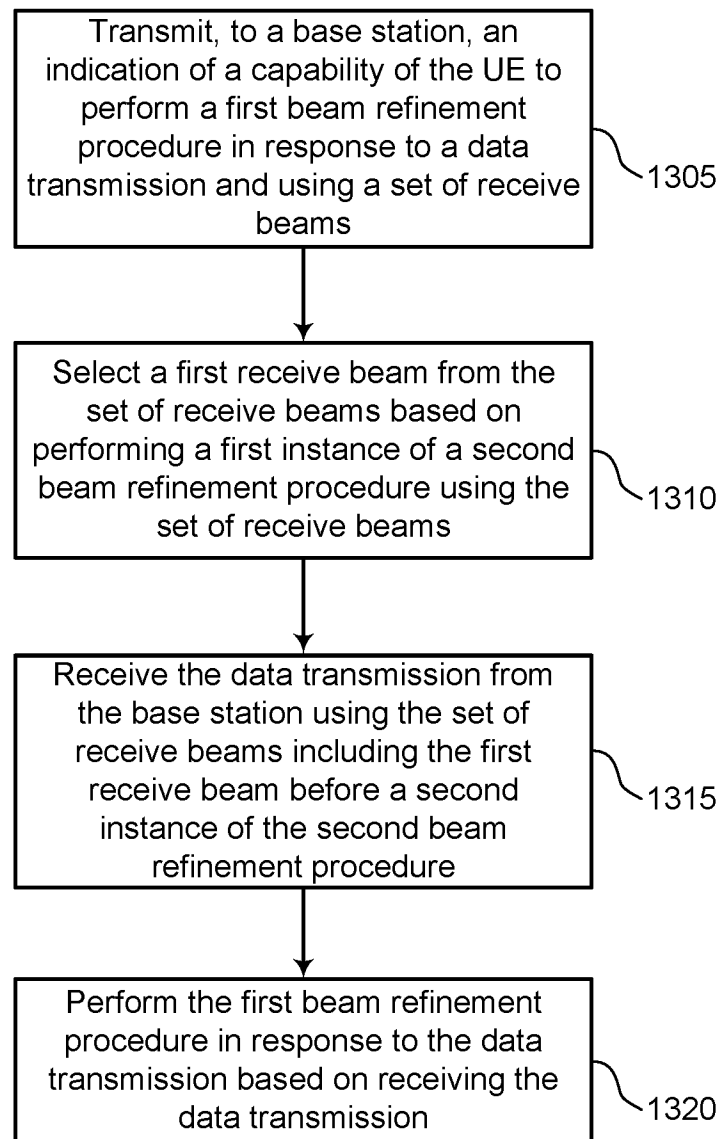 Transmit, to a base station, an
indication of a capability of the UE to
perform a first beam refinement
procedure in response to a data
transmission and using a set of receive
beams
1305
Select a first receive beam from the
set of receive beams based on
performing a first instance of a second
beam refinement procedure using the
set of receive beams
1310
Receive the data transmission from
the base station using the set of
receive beams including the first
receive beam before a second
instance of the second beam
refinement procedure
1315
Perform the first beam refinement
procedure in response to the data
transmission based on receiving the
data transmission
1320